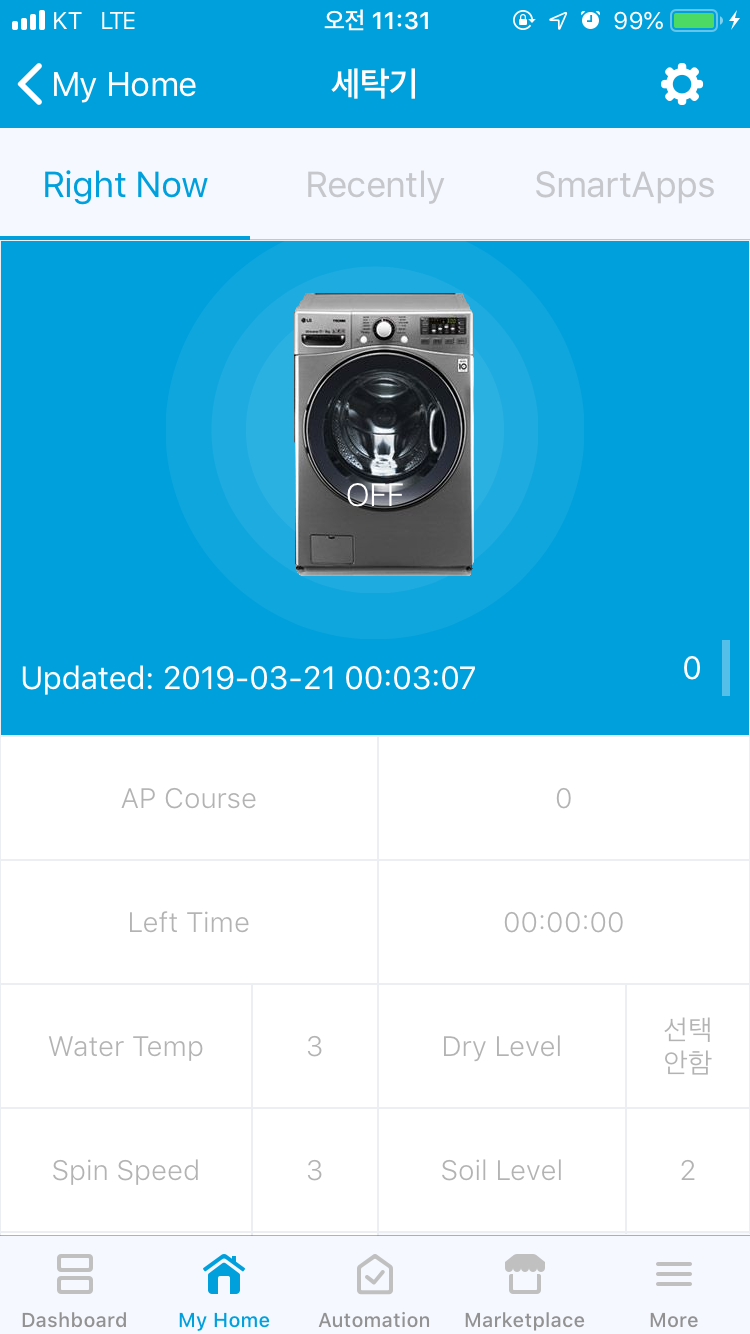 KT LTE 오전 11:31 99%
My Home 세탁기
Right Now Recently SmartApps
LG
OFF
Updated: 2019-03-21 00:03:07 0
AP Course 0
Left Time 00:00:00
Water Temp 3 Dry Level 선택
안함
Spin Speed 3 Soil Level 2
Dashboard My Home Automation Marketplace More